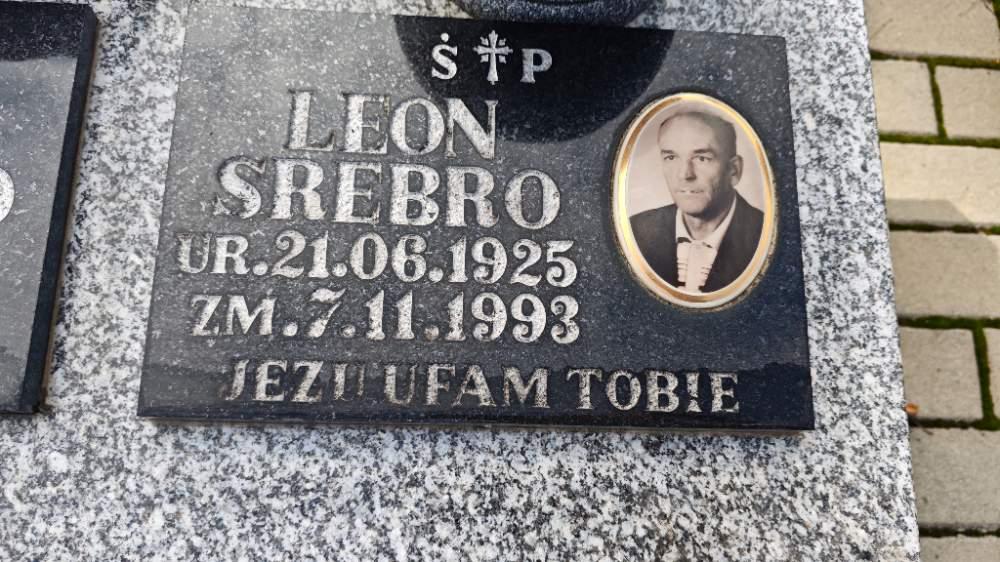 Ś P
LEON
SREBRO
UR.21.06.1925
ZM.7.11.1993
JEZU UFAM TOBIE